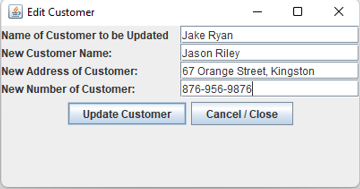 Edit Customer
Name of Customer to be Updated Jake Ryan
New Customer Name: Jason Riley
New Address of Customer: 67 Orange Street, Kingston
New Number of Customer: 876-956-9876
Update Customer Cancel / Close